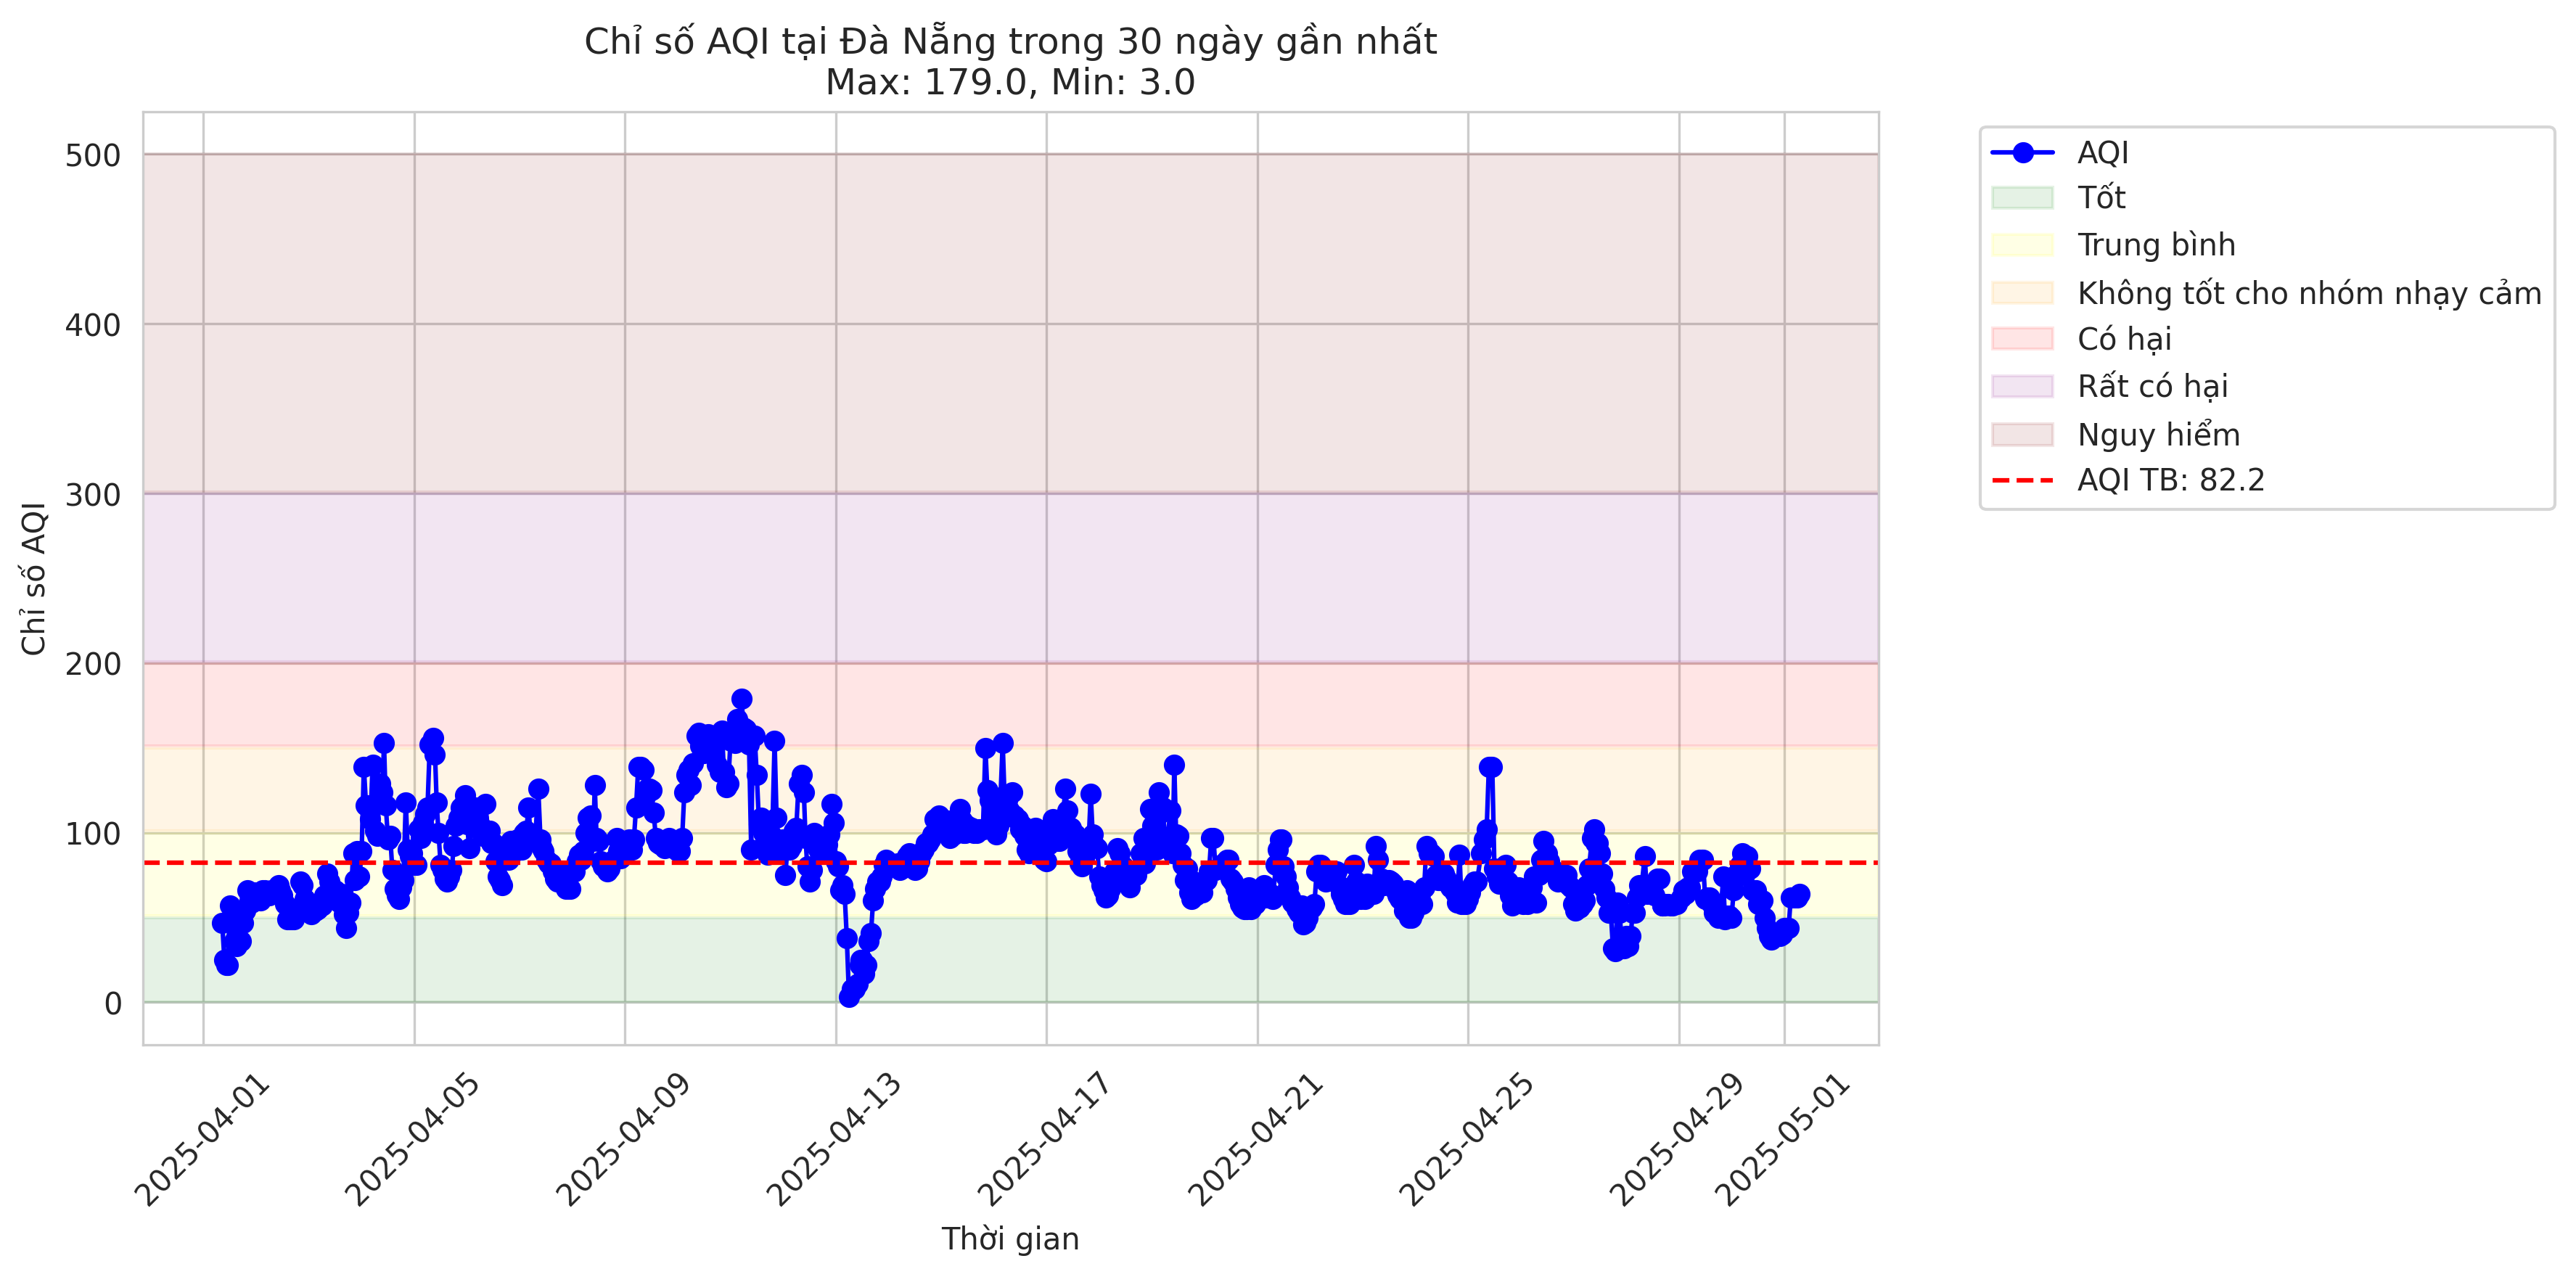 Chỉ số AQI tại Đà Nẵng trong 30 ngày gần nhất
Max: 179.0, Min: 3.0
Chỉ số AQI
500
400
300
200
100
0
2025-04-01
2025-04-05
2025-04-09
2025-04-13
2025-04-17
2025-04-21
2025-04-25
2025-04-29
2025-05-01
Thời gian
AQI
Tốt
Trung bình
Không tốt cho nhóm nhạy cảm
Có hại
Rất có hại
Nguy hiểm
AQI TB: 82.2